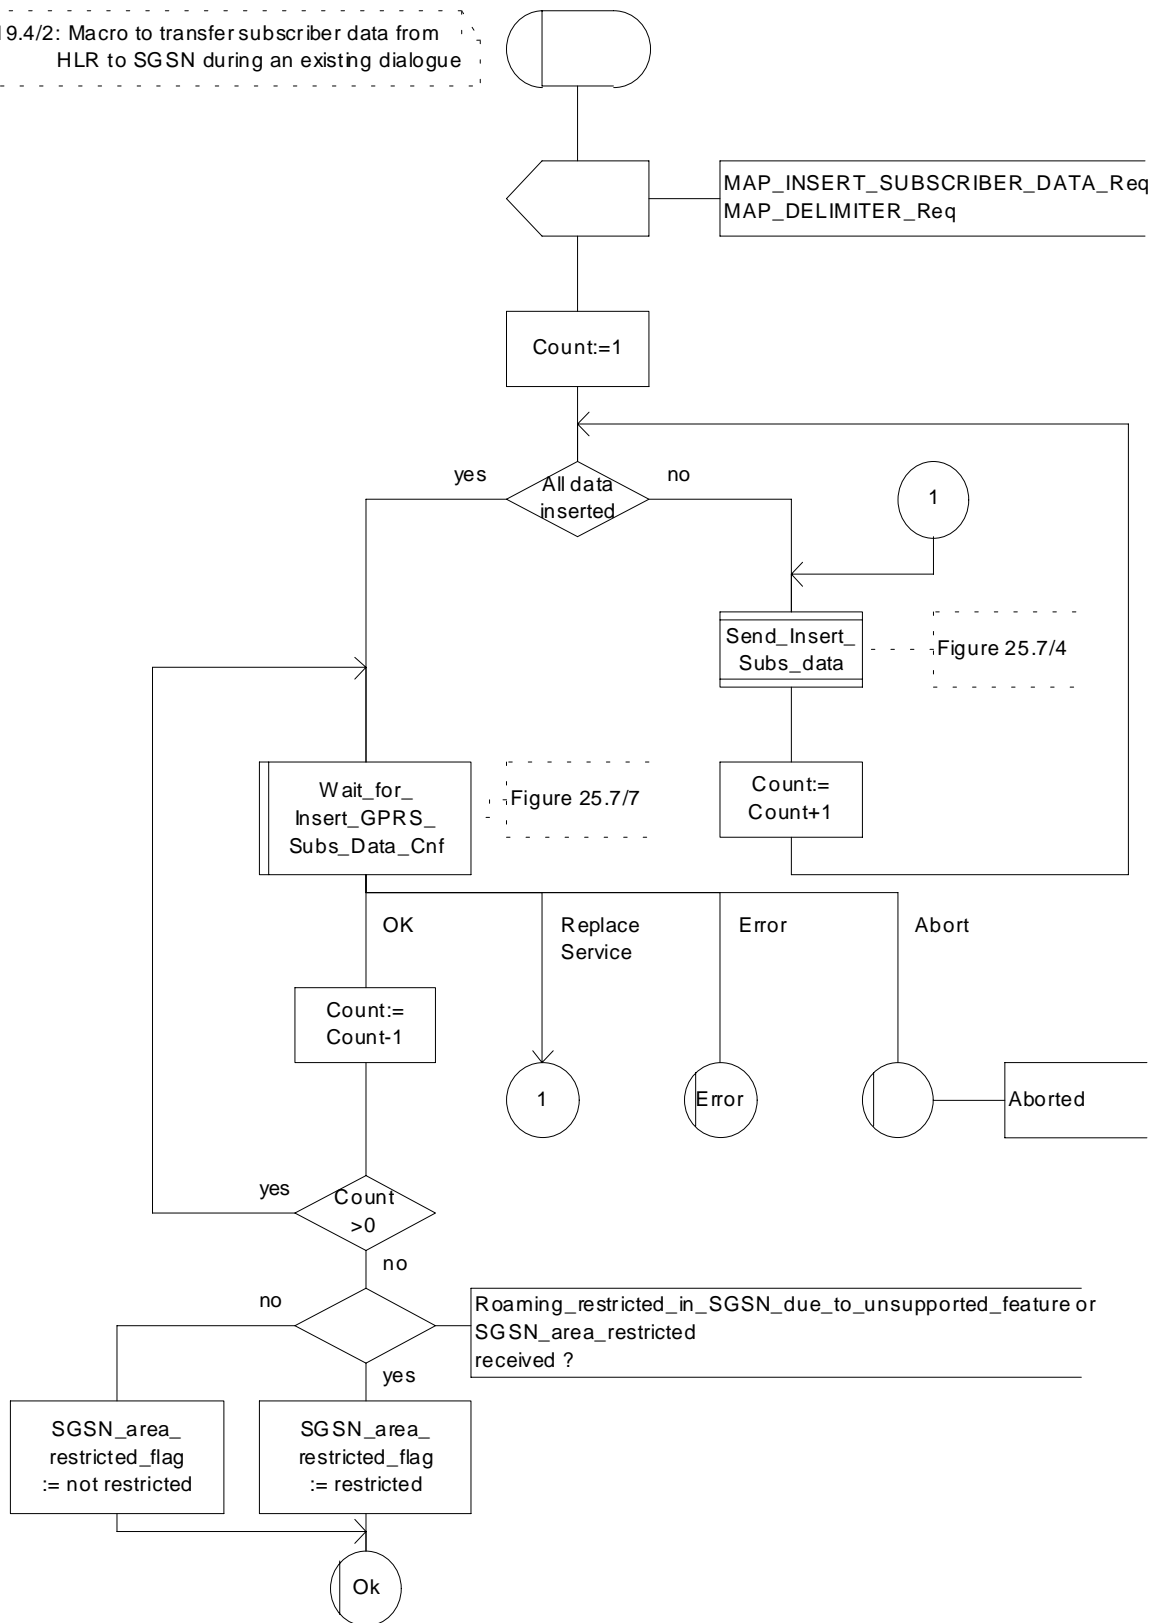 19.4/2: Macro to transfer subscriber data from
HLR to SGSN during an existing dialogue
MAP_INSERT_SUBSCRIBER_DATA_Req
MAP_DELIMITER_Req
Count:=1
yes
All data
inserted
no
1
Send_Insert_
Subs_data
Figure 25.7/4
Wait_for_
Insert_GPRS_
Subs_Data_Cnf
Figure 25.7/7
Count:=
Count+1
OK
Replace
Service
Error
Abort
Count:=
Count-1
1
Error
Aborted
yes
Count
>0
no
no
Roaming_restricted_in_SGSN_due_to_unsupported_feature or
SGSN_area_restricted
received ?
yes
SGSN_area_
restricted_flag
:= not restricted
SGSN_area_
restricted_flag
:= restricted
Ok